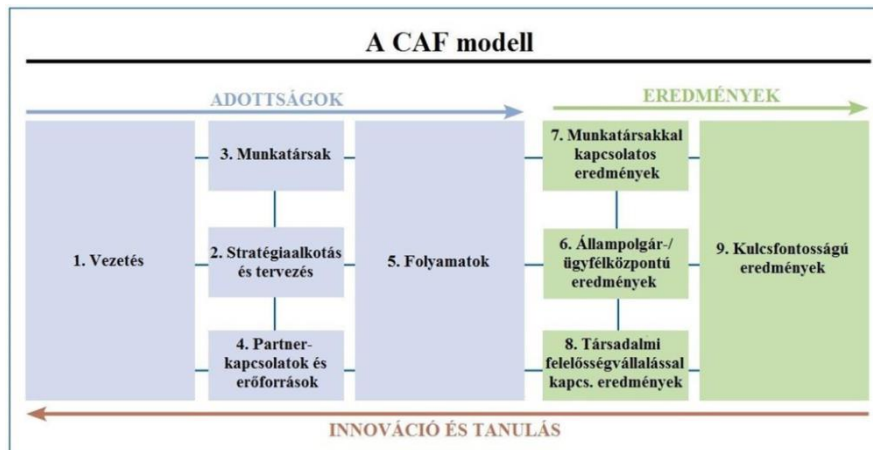 A CAF modell
ADOTTSÁGOK
EREDMÉNYEK
1. Vezetés
3. Munkatársak
2. Stratégiaalkotás
és tervezés
4. Partner-
kapcsolatok és
erőforrások
5. Folyamatok
7. Munkatársakkal
kapcsolatos
eredmények
6. Állampolgár-/
ügyfélközpontú
eredmények
8. Társadalmi
felelősségvállalással
kapcs. eredmények
9. Kulcsfontosságú
eredmények
INNOVÁCIÓ ÉS TANULÁS